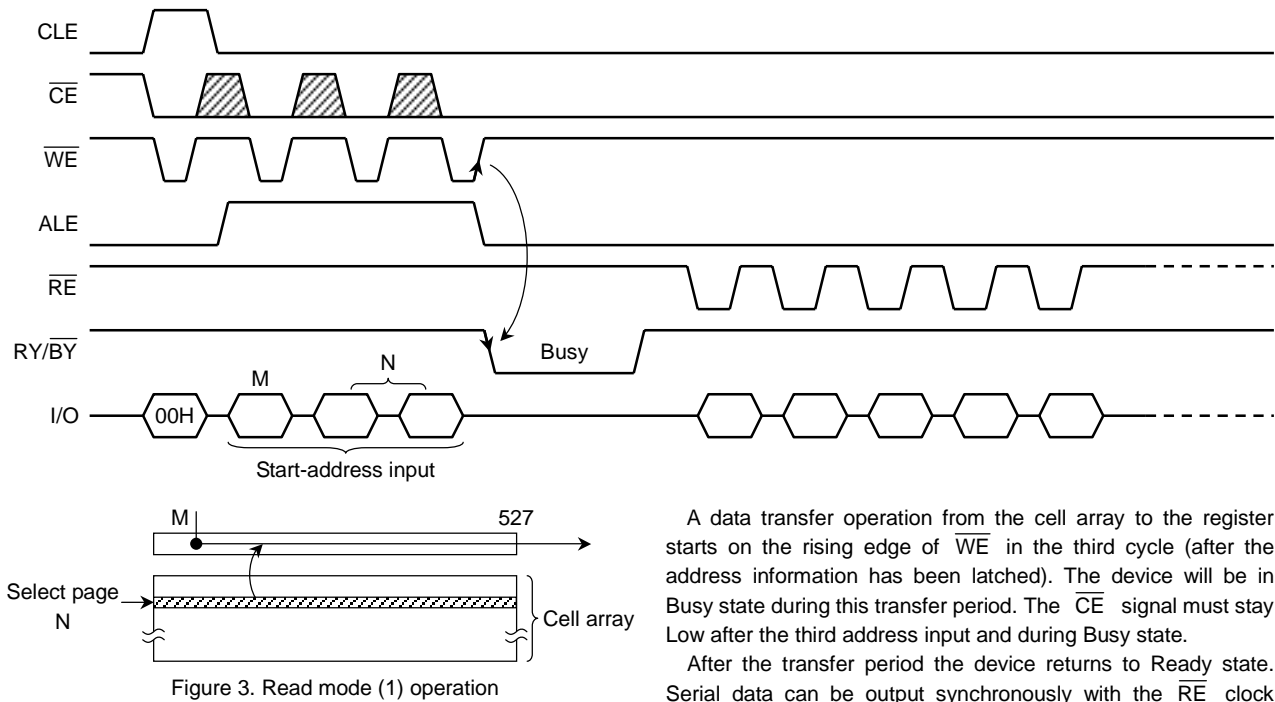 CLE
CE
WE
ALE
RE
RY/BY
Busy
M
N
I/O
00H
Start-address input
M
527
Select page
N
Cell array
Figure 3. Read mode (1) operation
A data transfer operation from the cell array to the register
starts on the rising edge of WE in the third cycle (after the
address information has been latched). The device will be in
Busy state during this transfer period. The CE signal must stay
Low after the third address input and during Busy state.
After the transfer period the device returns to Ready state.
Serial data can be output synchronously with the RE clock